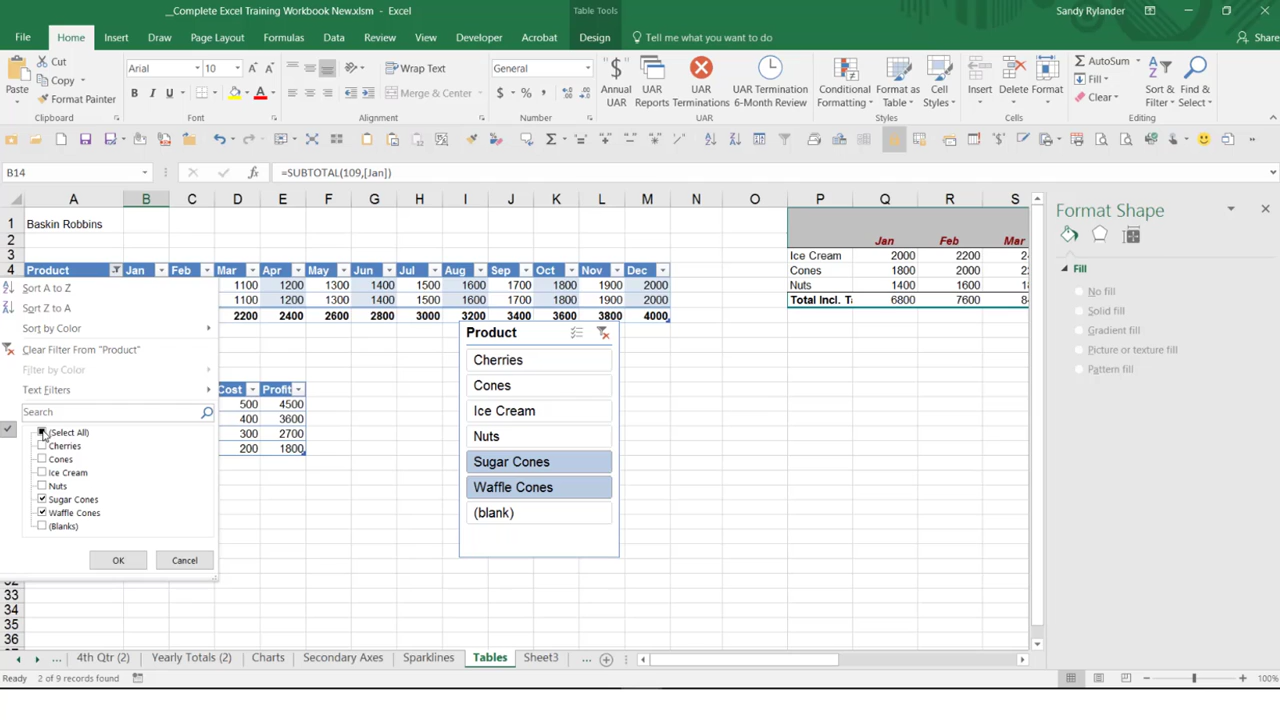 __Complete Excel Training Workbook New.xlsm - Excel
Table Tools
Sandy Rylander
File Home Insert Draw Page Layout Formulas Data Review View Developer Acrobat Design Tell me what you want to do Share
Paste
Cut
Copy
Format Painter
Clipboard
Arial 10
B I U
Font
Wrap Text
Merge & Center
Alignment
General
$ % ,
Number
Annual UAR
UAR Reports
UAR Terminations
UAR Termination 6-Month Review
UAR
Conditional Formatting
Format as Table
Cell Styles
Styles
Insert Delete Format
Cells
AutoSum
Fill
Clear
Sort & Filter
Find & Select
Editing
B14 fx =SUBTOTAL(109,[Jan])
A B C D E F G H I J K L M N O P Q R S
1 Baskin Robbins
2 Jan Feb Mar
3 Ice Cream 2000 2200
4 Product Jan Feb Mar Apr May Jun Jul Aug Sep Oct Nov Dec Cones 1800 2000
1100 1200 1300 1400 1500 1600 1700 1800 1900 2000 Nuts 1400 1600
1100 1200 1300 1400 1500 1600 1700 1800 1900 2000 Total Incl. 6800 7600
2200 2400 2600 2800 3000 3200 3400 3600 3800 4000
Sort A to Z
Sort Z to A
Sort by Color
Clear Filter From "Product"
Filter by Color
Text Filters
Search
(Select All)
Cherries
Cones
Ice Cream
Nuts
Sugar Cones
Waffle Cones
(Blanks)
OK Cancel
Cost Profit
500 4500
400 3600
300 2700
200 1800
Product
Cherries
Cones
Ice Cream
Nuts
Sugar Cones
Waffle Cones
(blank)
33
34
35
36
Format Shape
Fill
No fill
Solid fill
Gradient fill
Picture or texture fill
Pattern fill
... 4th Qtr (2) Yearly Totals (2) Charts Secondary Axes Sparklines Tables Sheet3 ...
Ready 2 of 9 records found 100%